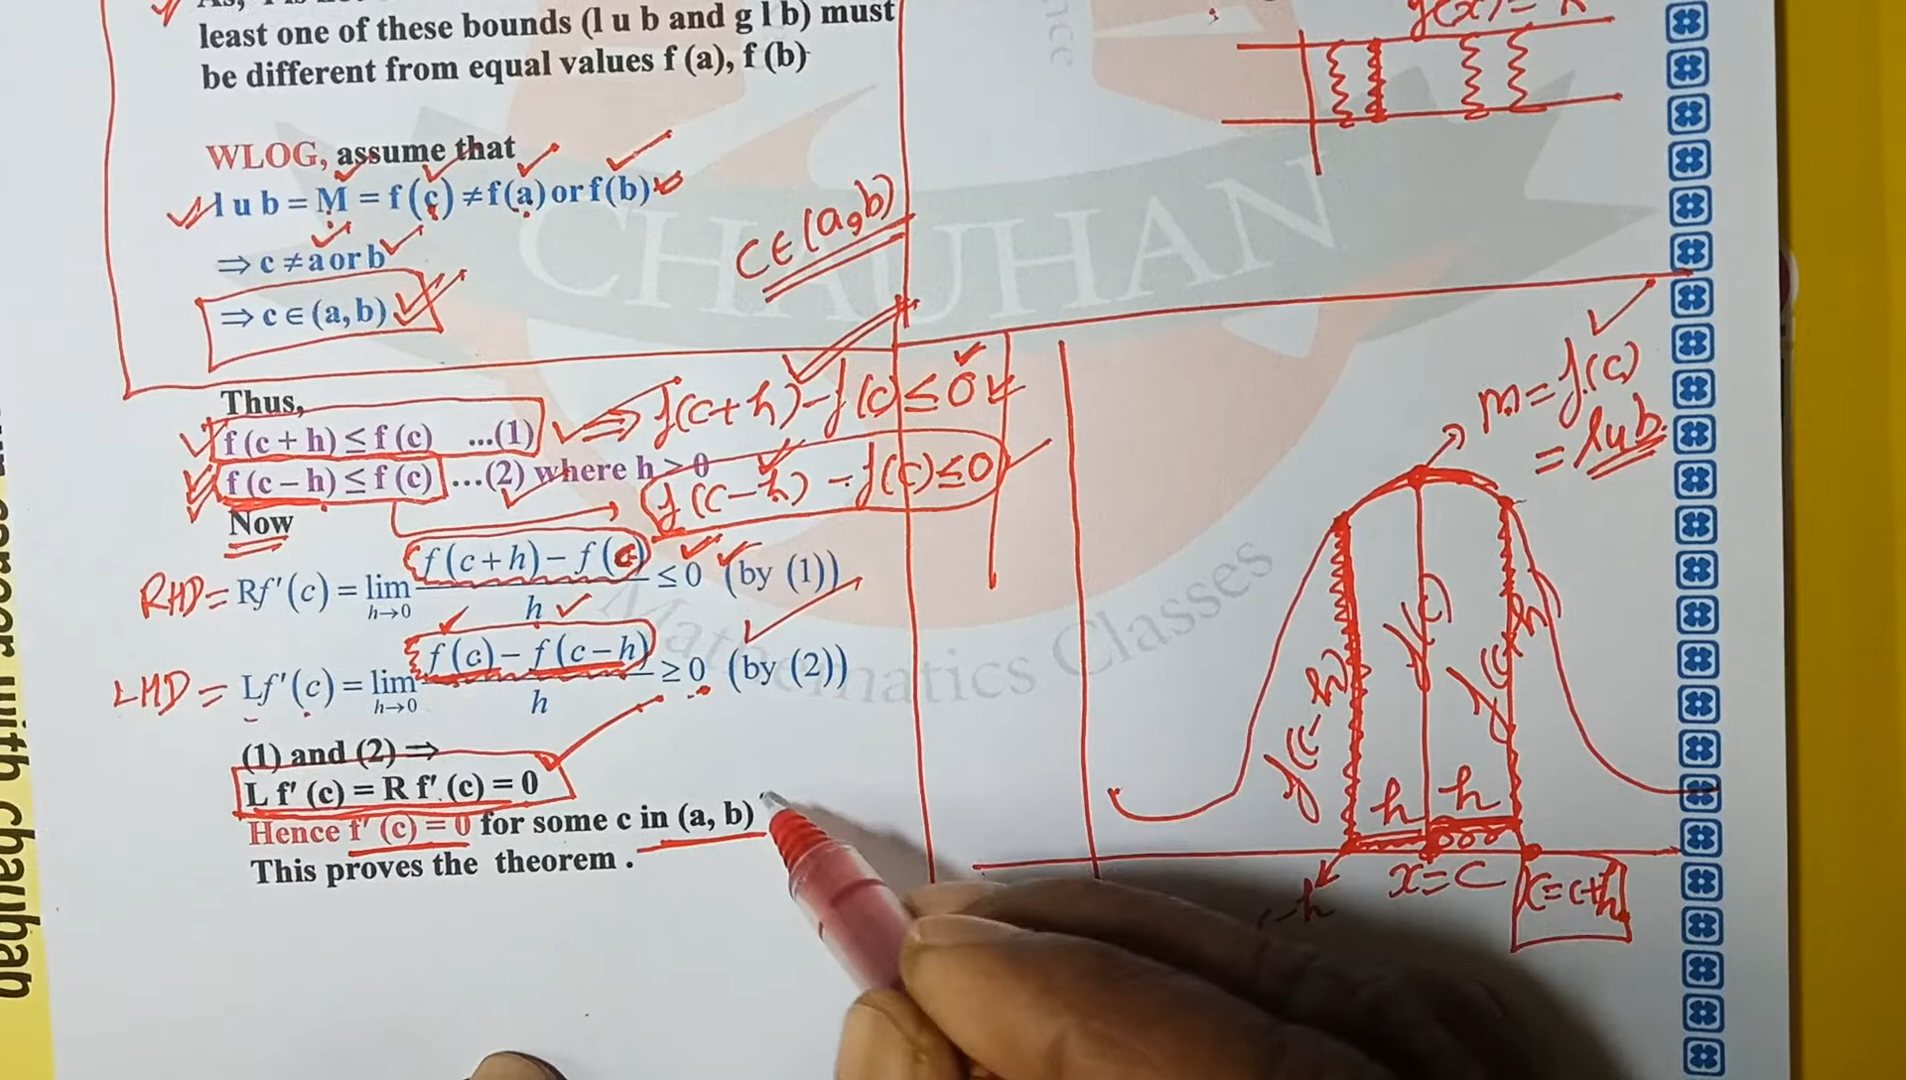 least one of these bounds (l u b and g l b) must
be different from equal values f (a), f (b)
WLOG, assume that
l u b = M = f (c) ≠ f (a) or f (b)
⇒ c ≠ a or b
⇒ c ∈ (a, b)
C ∈ (a, b)
Thus,
f (c + h) ≤ f (c) ...(1)
⇒ f(c+h) - f(c) ≤ 0
f (c – h) ≤ f (c) ...(2) where h > 0
f(c-h) - f(c) ≤ 0
Now
RHD = Rf'(c) = lim h→0 f(c+h) – f(c) / h ≤ 0 (by (1))
LHD = Lf'(c) = lim h→0 f(c) – f(c–h) / h ≥ 0 (by (2))
(1) and (2) ⇒
L f' (c) = R f' (c) = 0
Hence f' (c) = 0 for some c in (a, b)
This proves the theorem .
M = f(c)
= lub
f(c-h)
f(c)
f(c+h)
h h
x=c
x=c+h
CHAUHAN
Mathematics Classes